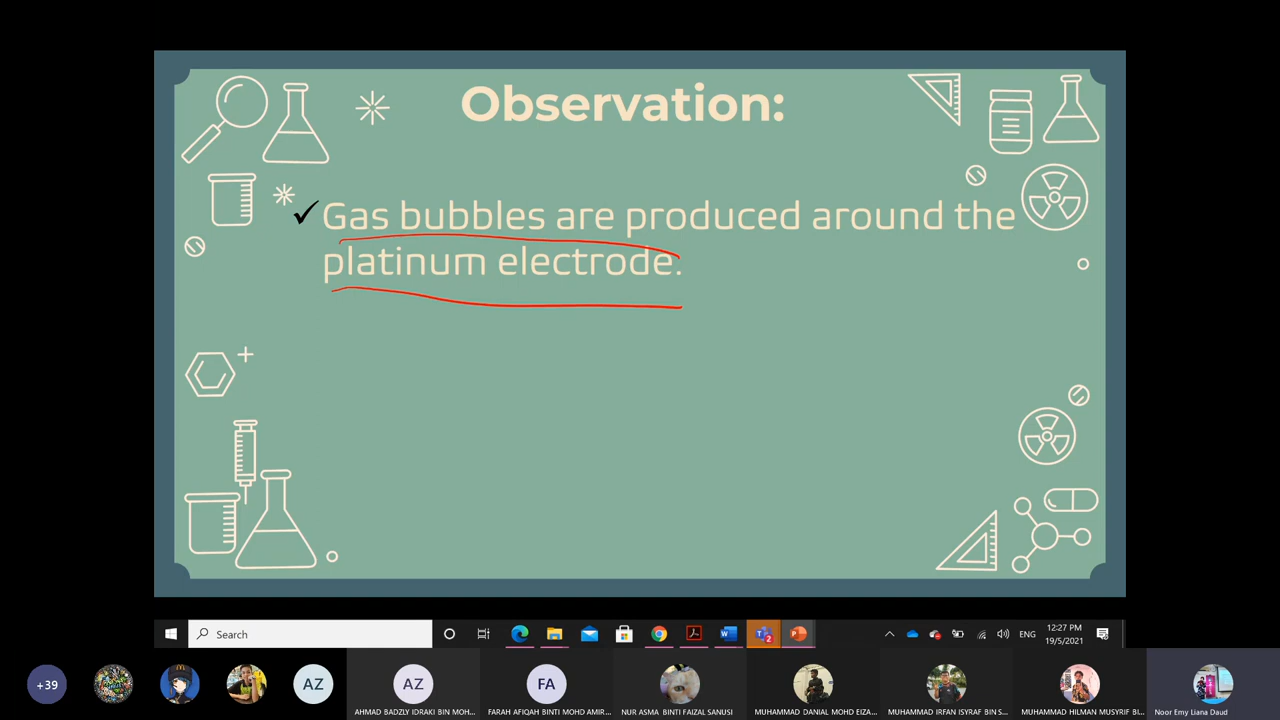 Observation:
✓ Gas bubbles are produced around the
platinum electrode.
Search
ENG
12:27 PM
19/5/2021
+39
AZ
AZ
FA
AHMAD BADZLY IDRAKI BIN MOH...
FARAH AFIQAH BINTI MOHD AMIR...
NUR ASMA BINTI FAIZAL SANUSI
MUHAMMAD DANIAL MOHD EIZA...
MUHAMMAD IRFAN ISYRAF BIN S...
MUHAMMAD HILMAN MUSYRIF BI...
Noor Emy Liana Daud